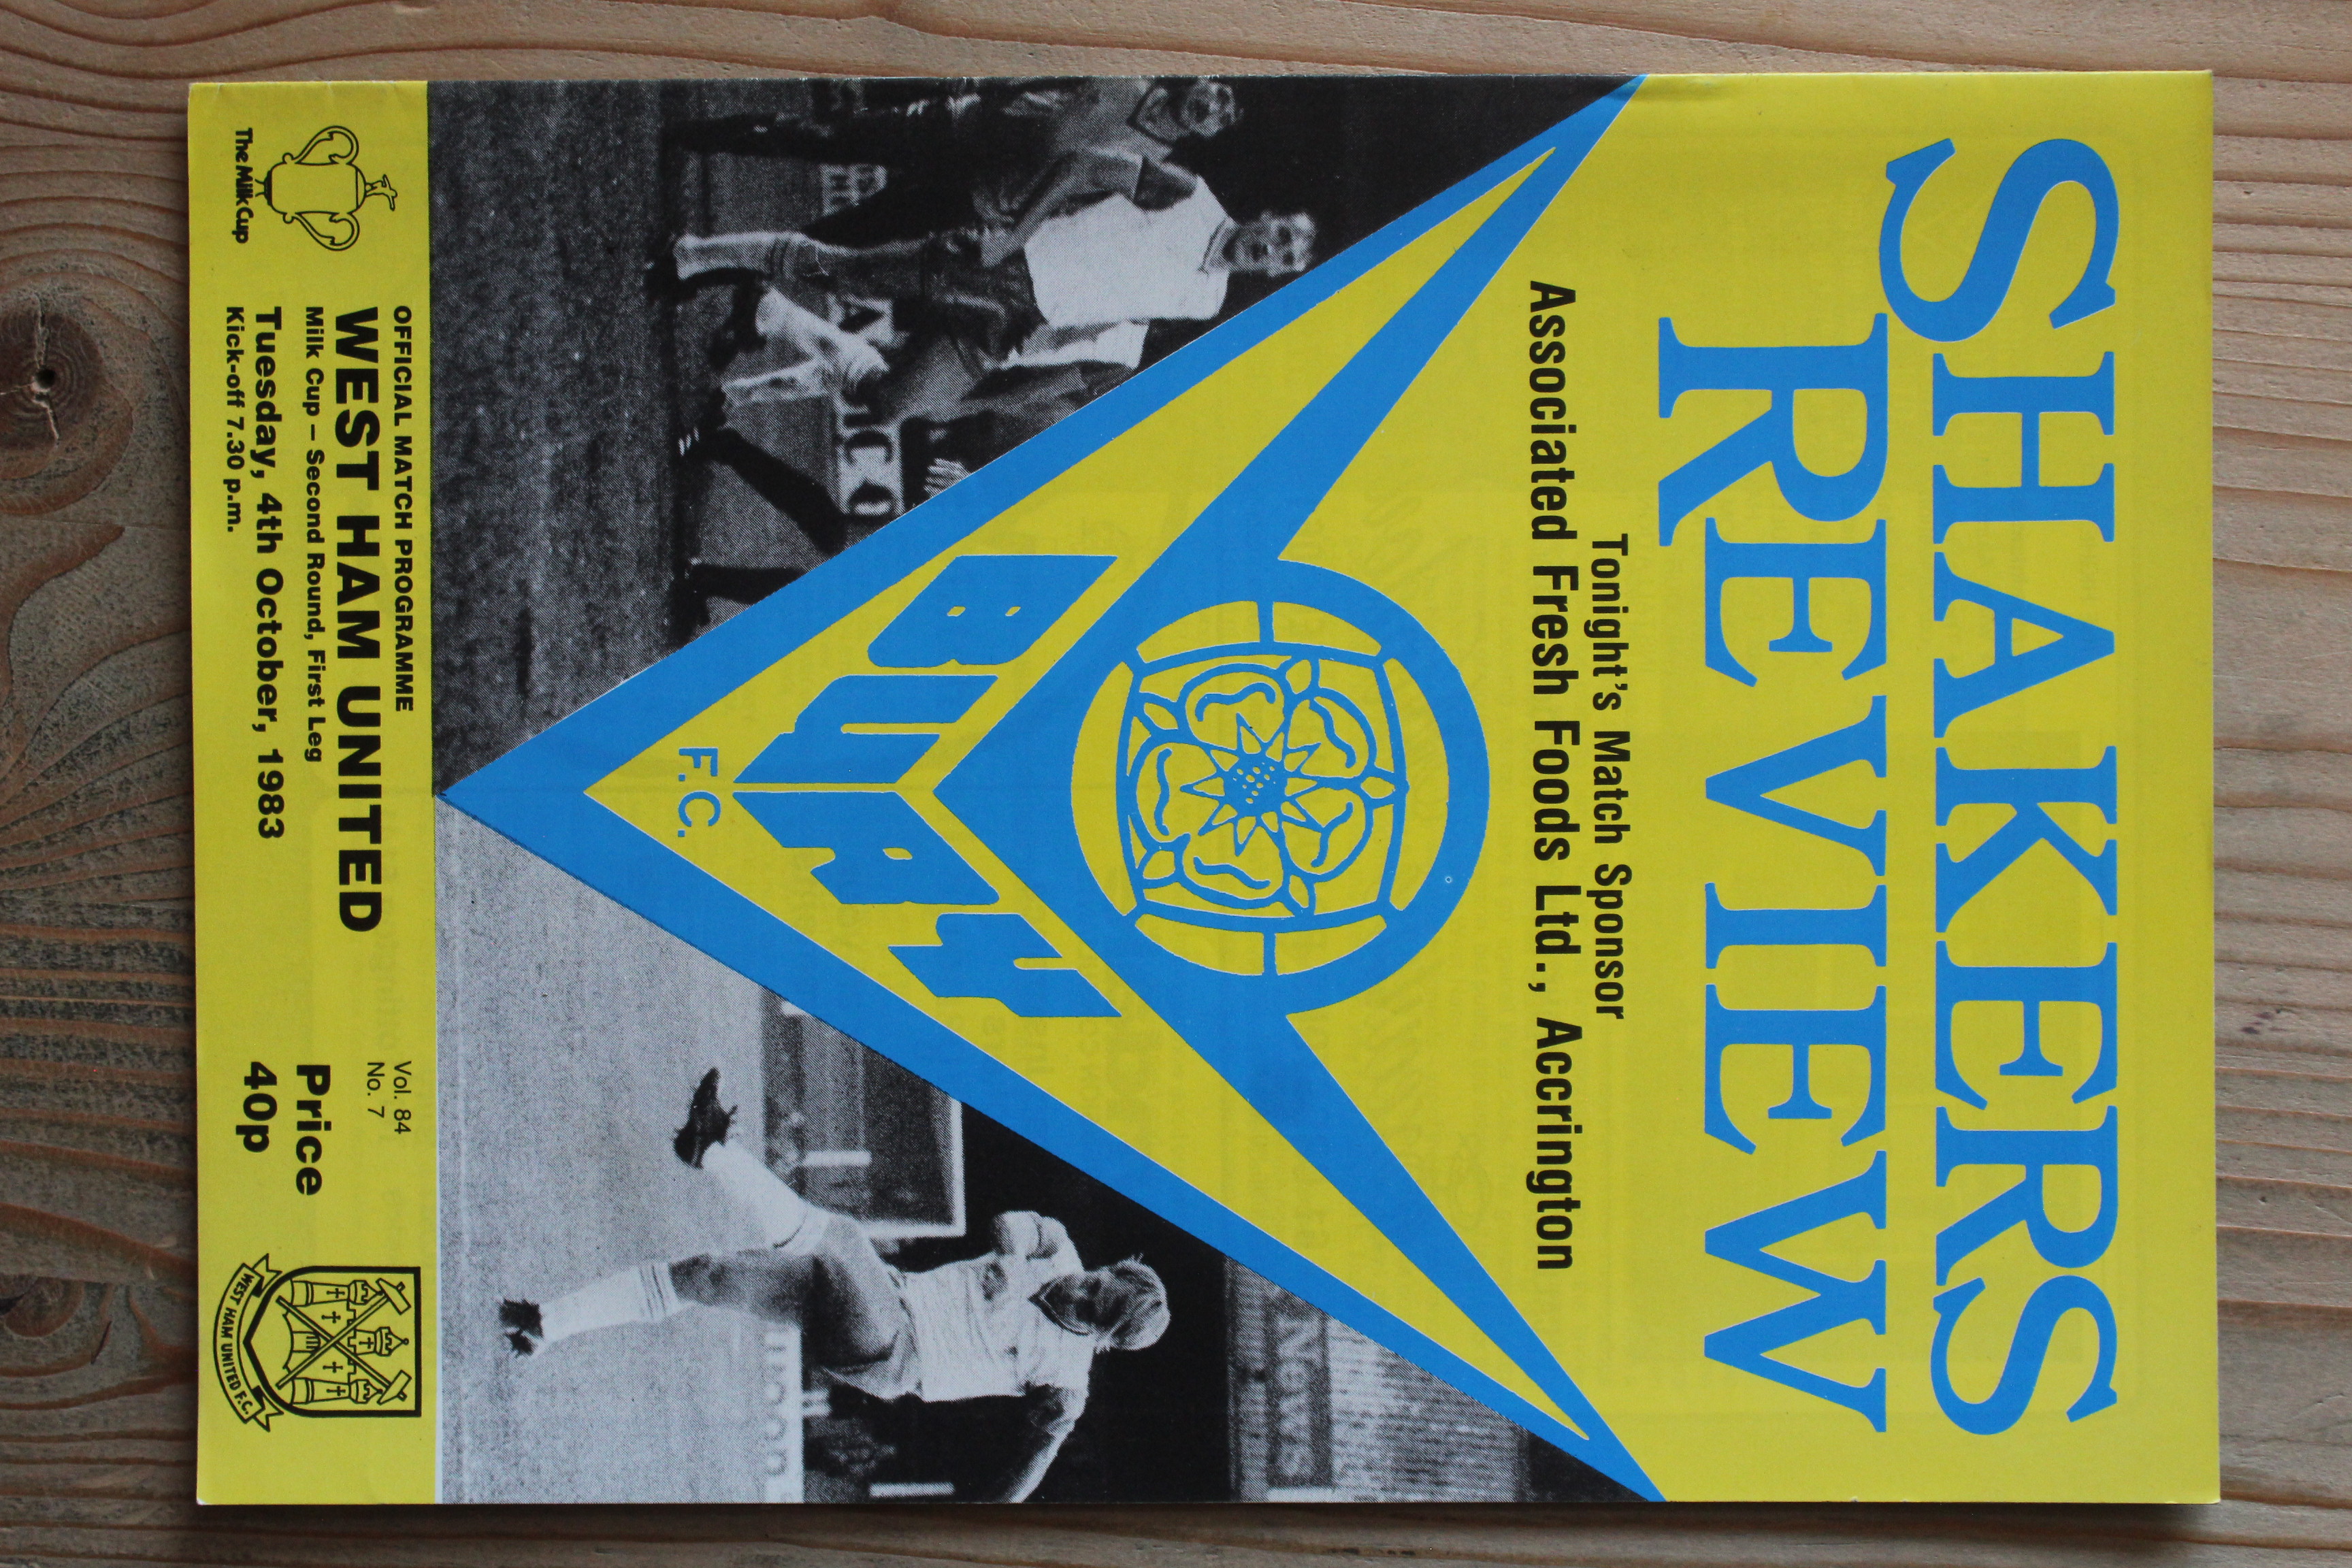 SHAKERS
REVIEW
Tonight's Match Sponsor
Associated Fresh Foods Ltd., Accrington
BURY
F.C.
News
The Milk Cup
OFFICIAL MATCH PROGRAMME
WEST HAM UNITED
Milk Cup – Second Round, First Leg
Tuesday, 4th October, 1983
Kick-off 7.30 p.m.
Vol. 84
No. 7
Price
40p
WEST HAM UNITED F.C.